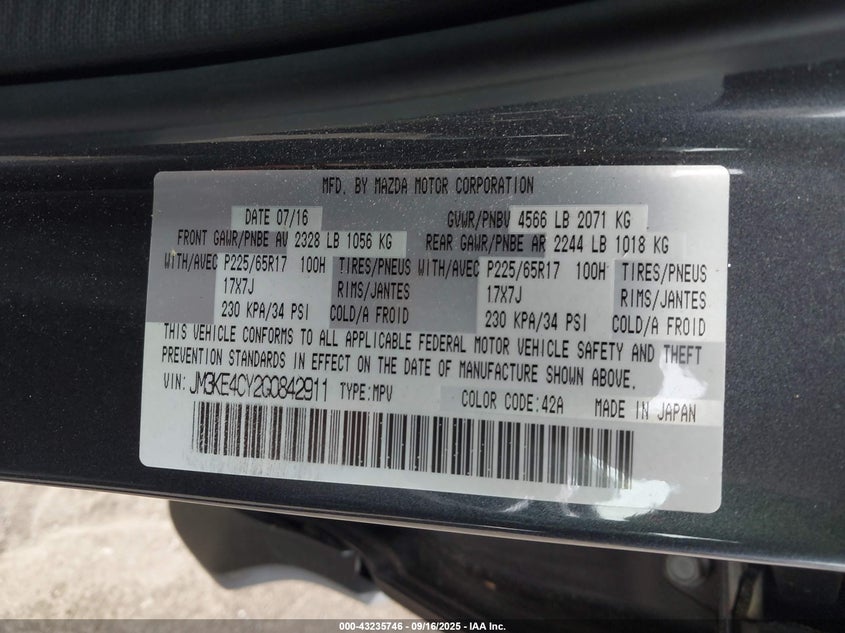 MFD. BY MAZDA MOTOR CORPORATION
DATE 07/16 GVWR/PNBV 4566 LB 2071 KG
FRONT GAWR/PNBE AV 2328 LB 1056 KG REAR GAWR/PNBE AR 2244 LB 1018 KG
WITH/AVEC P225/65R17 100H TIRES/PNEUS WITH/AVEC P225/65R17 100H TIRES/PNEUS
17X7J RIMS/JANTES 17X7J RIMS/JANTES
230 KPA/34 PSI COLD/A FROID 230 KPA/34 PSI COLD/A FROID
THIS VEHICLE CONFORMS TO ALL APPLICABLE FEDERAL MOTOR VEHICLE SAFETY AND THEFT
PREVENTION STANDARDS IN EFFECT ON THE DATE OF MANUFACTURE SHOWN ABOVE.
VIN: JM3KE4CY2G0842911 TYPE:MPV COLOR CODE:42A MADE IN JAPAN
000-43235746 - 09/16/2025 - IAA Inc.